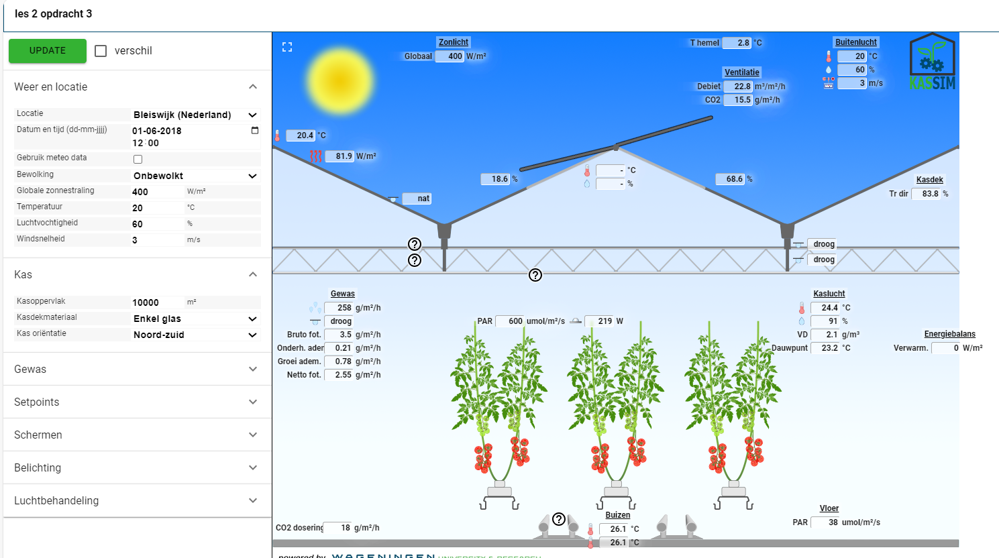 les 2 opdracht 3
UPDATE
verschil
Weer en locatie
Locatie
Bleiswijk (Nederland)
Datum en tijd (dd-mm-jjjj)
01-06-2018
12:00
Gebruik meteo data
Bewolking
Onbewolkt
Globale zonnestraling
400
W/m²
Temperatuur
20
°C
Luchtvochtigheid
60
%
Windsnelheid
3
m/s
Kas
Kasoppervlak
10000
m²
Kasdekmateriaal
Enkel glas
Kas oriëntatie
Noord-zuid
Gewas
Setpoints
Schermen
Belichting
Luchtbehandeling
Zonlicht
Globaal 400 W/m²
T hemel 2.8 °C
Ventilatie
Debiet 22.8 m³/m²/h
CO2 15.5 g/m²/h
Buitenlucht
20 °C
60 %
3 m/s
KASSIM
20.4 °C
81.9 W/m²
nat
18.6 %
- °C
- %
68.6 %
Kasdek
Tr dir 83.8 %
?
?
?
droog
droog
Gewas
258 g/m²/h
droog
Bruto fot. 3.5 g/m²/h
Onderh. adem 0.21 g/m²/h
Groei adem. 0.78 g/m²/h
Netto fot. 2.55 g/m²/h
PAR 600 umol/m²/s
219 W
Kaslucht
24.4 °C
91 %
VD 2.1 g/m³
Dauwpunt 23.2 °C
Energiebalans
Verwarm. 0 W/m²
CO2 dosering 18 g/m²/h
?
Buizen
26.1 °C
26.1 °C
Vloer
PAR 38 umol/m²/s
powered by WAGENINGEN UNIVERSITY & RESEARCH